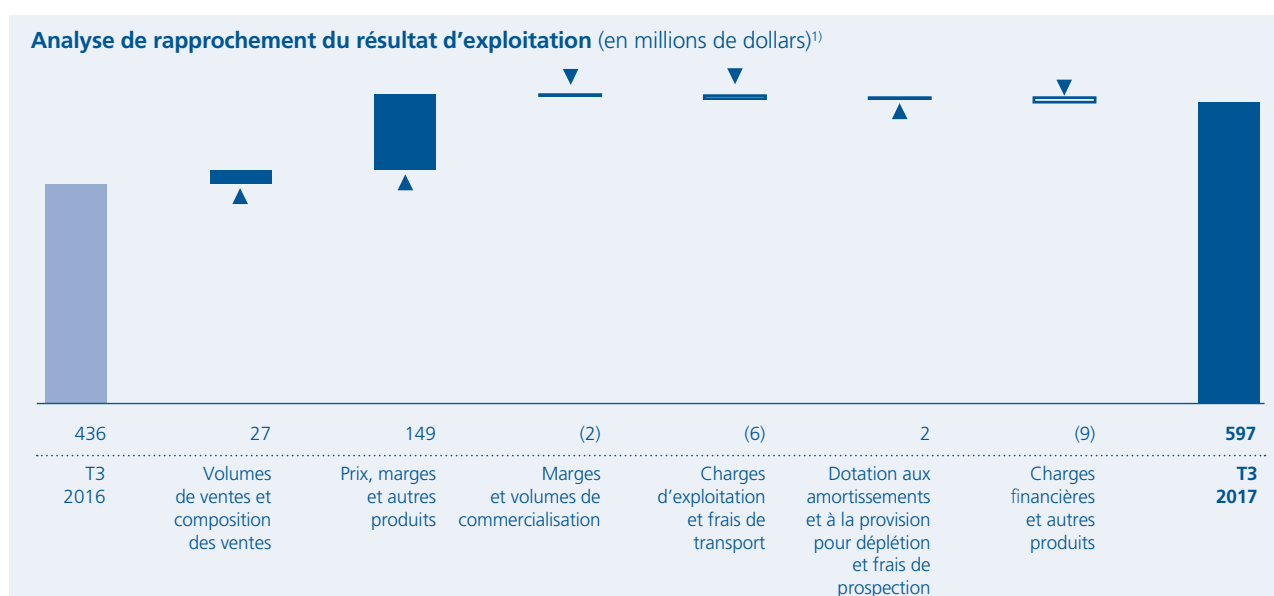 Analyse de rapprochement du résultat d'exploitation (en millions de dollars)1)
436 27 149 (2) (6) 2 (9) 597
T3
2016
Volumes
de ventes et
composition
des ventes
Prix, marges
et autres
produits
Marges
et volumes de
commercialisation
Charges
d'exploitation
et frais de
transport
Dotation aux
amortissements
et à la provision
pour déplétion
et frais de
prospection
Charges
financières
et autres
produits
T3
2017